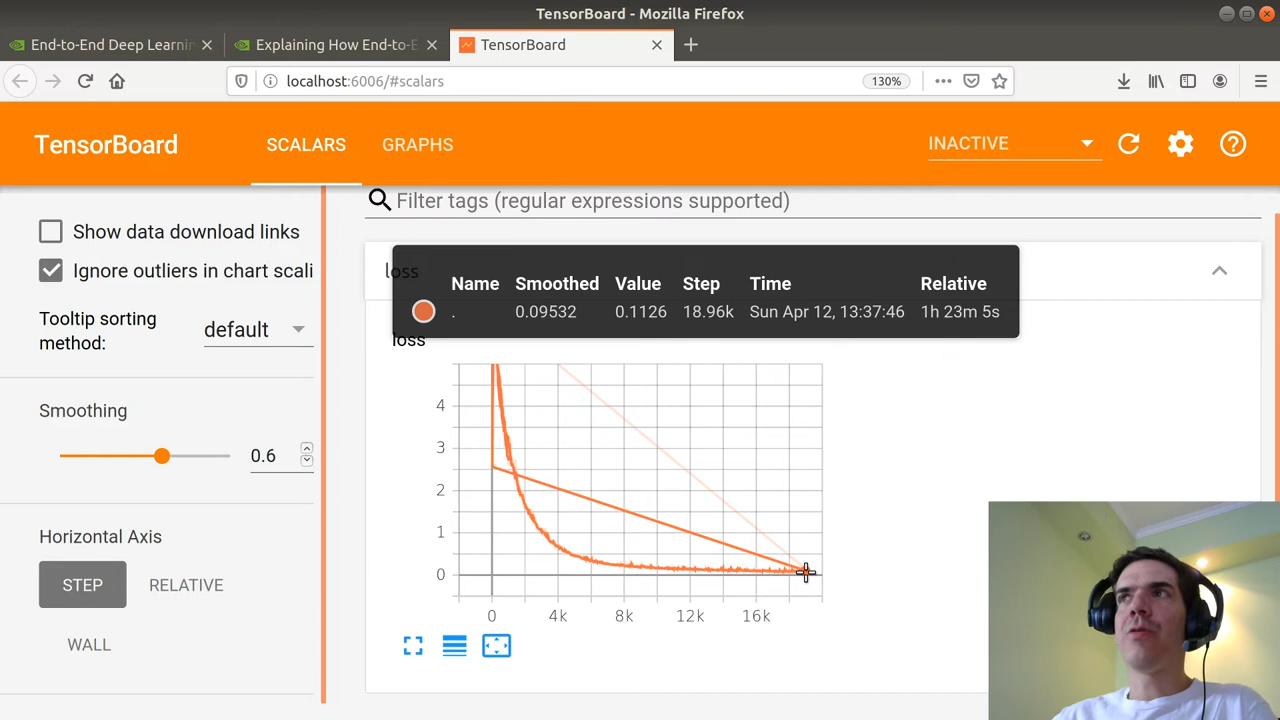 TensorBoard - Mozilla Firefox
End-to-End Deep Learnin
Explaining How End-to-E
TensorBoard
localhost:6006/#scalars
130%
TensorBoard
SCALARS
GRAPHS
INACTIVE
Filter tags (regular expressions supported)
Show data download links
Ignore outliers in chart scali
Tooltip sorting
method:
default
Smoothing
0.6
Horizontal Axis
STEP
RELATIVE
WALL
loss
Name Smoothed Value Step Time Relative
. 0.09532 0.1126 18.96k Sun Apr 12, 13:37:46 1h 23m 5s
loss
4
3
2
1
0
0 4k 8k 12k 16k